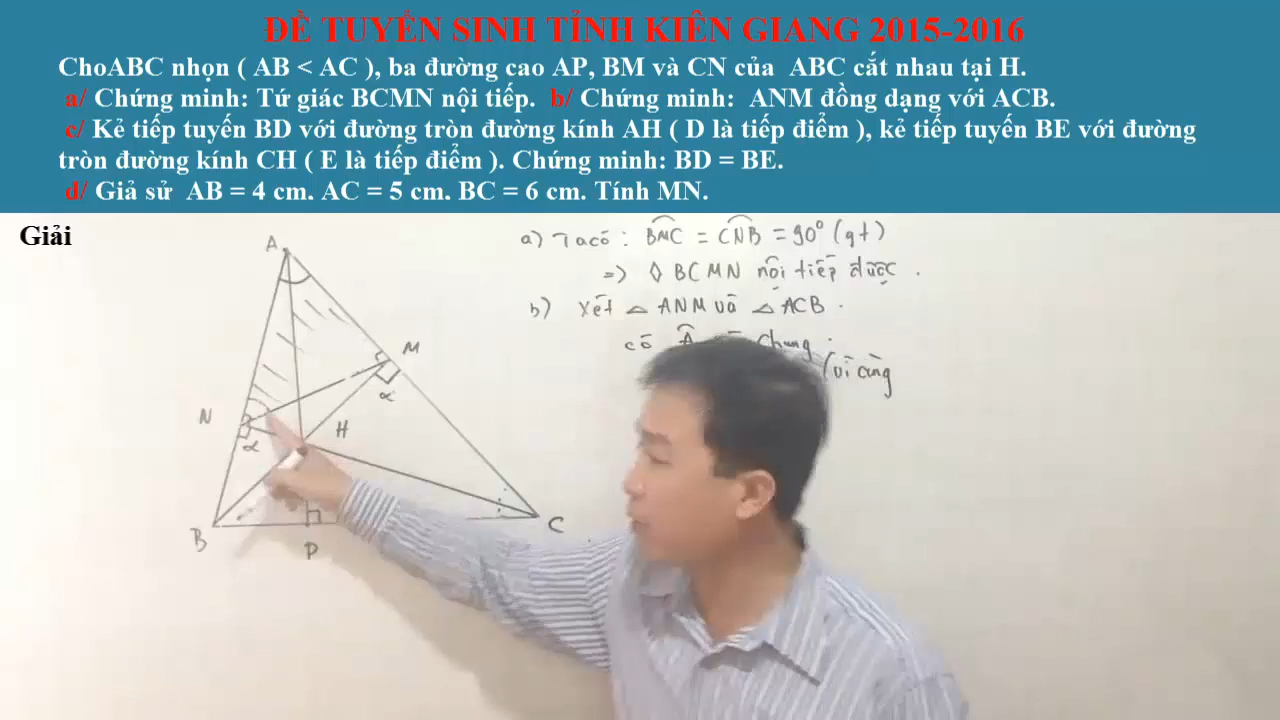 ĐỀ TUYỂN SINH TỈNH KIÊN GIANG 2015-2016
ChoABC nhọn ( AB < AC ), ba đường cao AP, BM và CN của ABC cắt nhau tại H.
a/ Chứng minh: Tứ giác BCMN nội tiếp. b/ Chứng minh: ANM đồng dạng với ACB.
c/ Kẻ tiếp tuyến BD với đường tròn đường kính AH ( D là tiếp điểm ), kẻ tiếp tuyến BE với đường
tròn đường kính CH ( E là tiếp điểm ). Chứng minh: BD = BE.
d/ Giả sử AB = 4 cm. AC = 5 cm. BC = 6 cm. Tính MN.
Giải
a) Ta có : BMC = CNB = 90° (gt)
=> ◊ BCMN nội tiếp được .
b) Xét △ ANM và △ ACB .
có Â chung .
(vì cùng
A
M
α
N
H
α
B
P
C